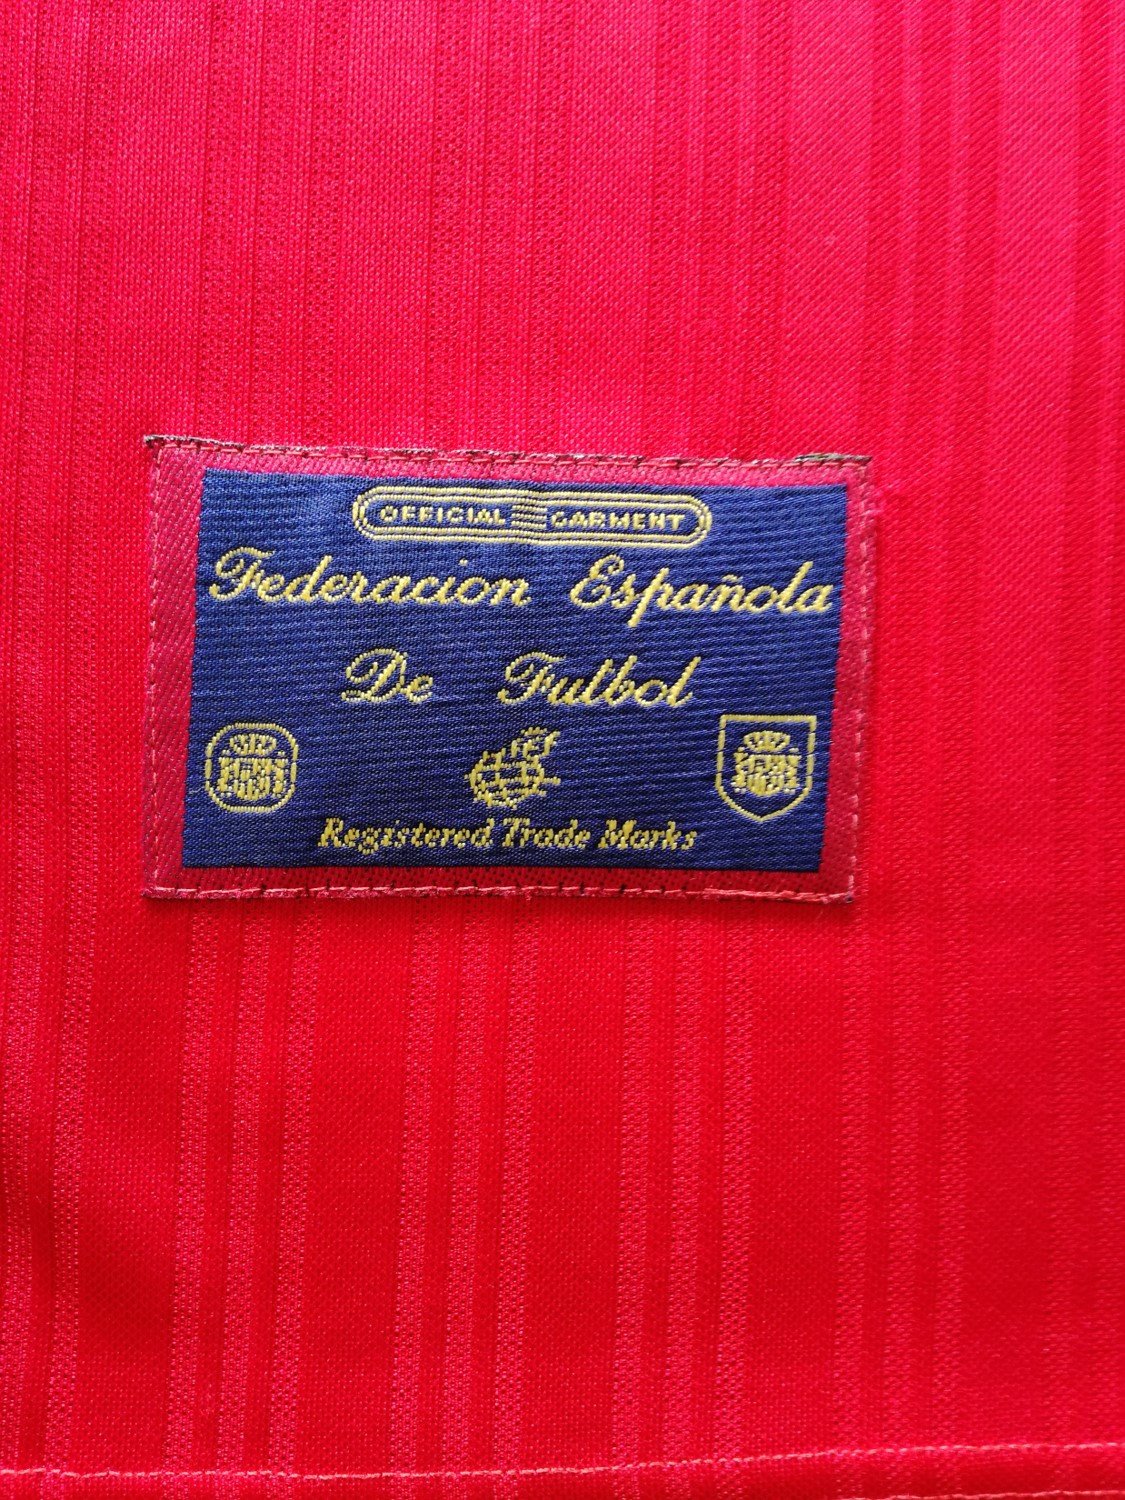 OFFICIAL GARMENT
Federacion Española
De Futbol
Registered Trade Marks